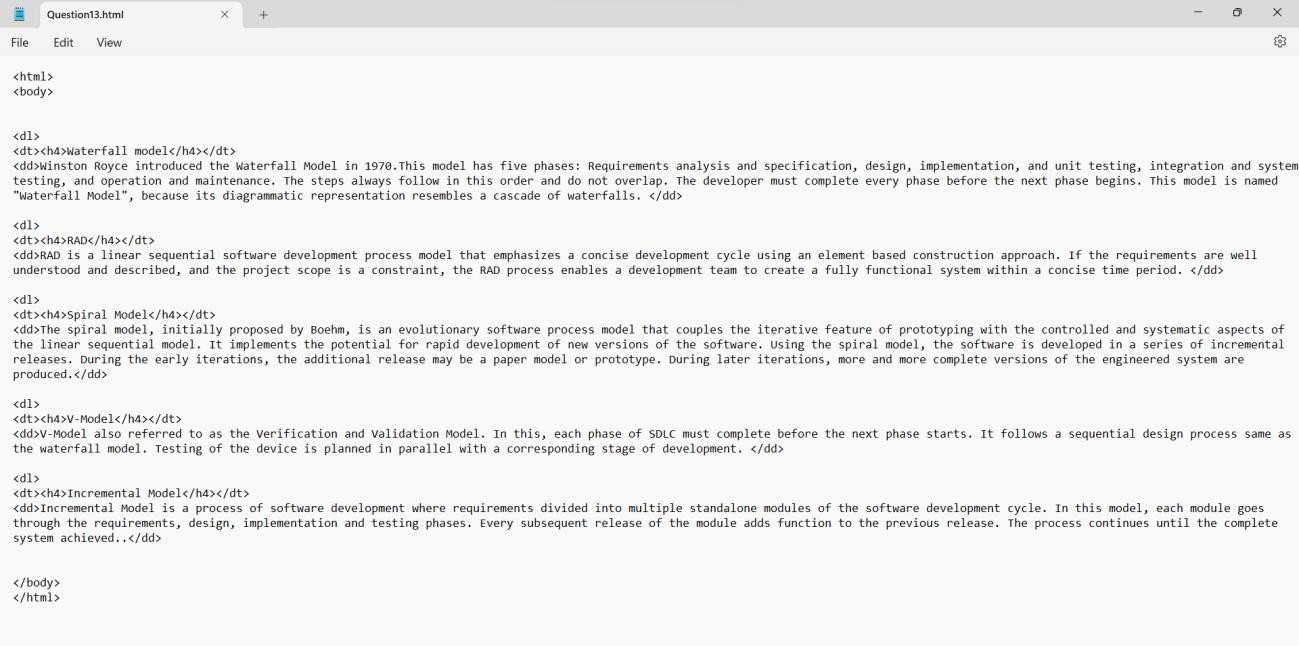 Question13.html
File Edit View
<html>
<body>
<dl>
<dt><h4>Waterfall model</h4></dt>
<dd>Winston Royce introduced the Waterfall Model in 1970.This model has five phases: Requirements analysis and specification, design, implementation, and unit testing, integration and system
testing, and operation and maintenance. The steps always follow in this order and do not overlap. The developer must complete every phase before the next phase begins. This model is named
"Waterfall Model", because its diagrammatic representation resembles a cascade of waterfalls. </dd>
<dl>
<dt><h4>RAD</h4></dt>
<dd>RAD is a linear sequential software development process model that emphasizes a concise development cycle using an element based construction approach. If the requirements are well
understood and described, and the project scope is a constraint, the RAD process enables a development team to create a fully functional system within a concise time period. </dd>
<dl>
<dt><h4>Spiral Model</h4></dt>
<dd>The spiral model, initially proposed by Boehm, is an evolutionary software process model that couples the iterative feature of prototyping with the controlled and systematic aspects of
the linear sequential model. It implements the potential for rapid development of new versions of the software. Using the spiral model, the software is developed in a series of incremental
releases. During the early iterations, the additional release may be a paper model or prototype. During later iterations, more and more complete versions of the engineered system are
produced.</dd>
<dl>
<dt><h4>V-Model</h4></dt>
<dd>V-Model also referred to as the Verification and Validation Model. In this, each phase of SDLC must complete before the next phase starts. It follows a sequential design process same as
the waterfall model. Testing of the device is planned in parallel with a corresponding stage of development. </dd>
<dl>
<dt><h4>Incremental Model</h4></dt>
<dd>Incremental Model is a process of software development where requirements divided into multiple standalone modules of the software development cycle. In this model, each module goes
through the requirements, design, implementation and testing phases. Every subsequent release of the module adds function to the previous release. The process continues until the complete
system achieved..</dd>
</body>
</html>